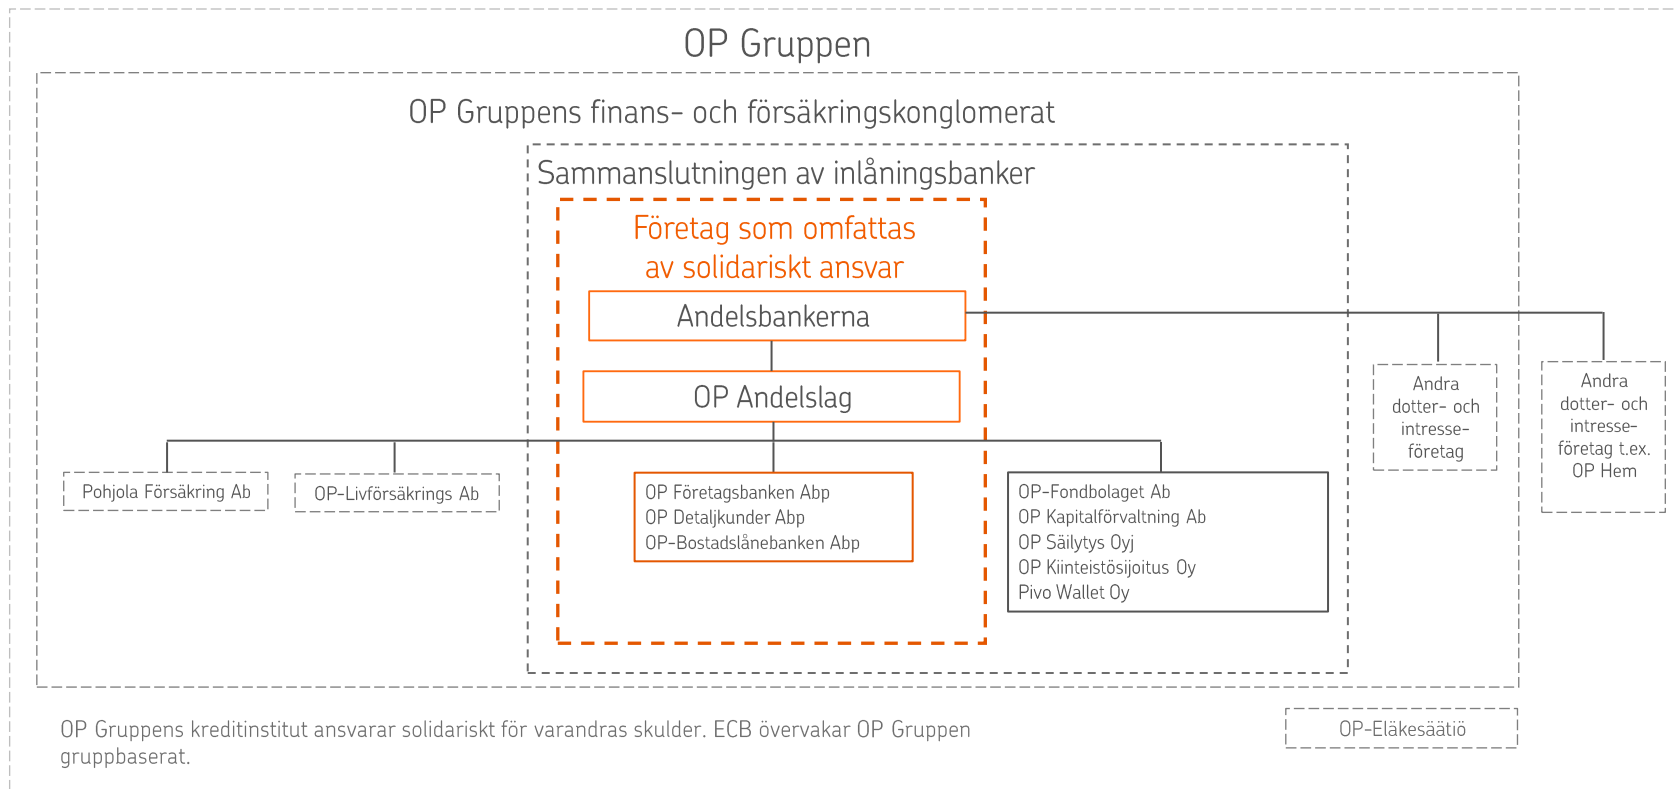 OP Gruppen
OP Gruppens finans- och försäkringskonglomerat
Sammanslutningen av inlåningsbanker
Företag som omfattas
av solidariskt ansvar
Andelsbankerna
OP Andelslag
Pohjola Försäkring Ab
OP-Livförsäkrings Ab
OP Företagsbanken Abp
OP Detaljkunder Abp
OP-Bostadslånebanken Abp
OP-Fondbolaget Ab
OP Kapitalförvaltning Ab
OP Säilytys Oyj
OP Kiinteistösijoitus Oy
Pivo Wallet Oy
Andra
dotter- och
intresse-
företag
Andra
dotter- och
intresse-
företag t.ex.
OP Hem
OP Gruppens kreditinstitut ansvarar solidariskt för varandras skulder. ECB övervakar OP Gruppen
gruppbaserat.
OP-Eläkesäätiö